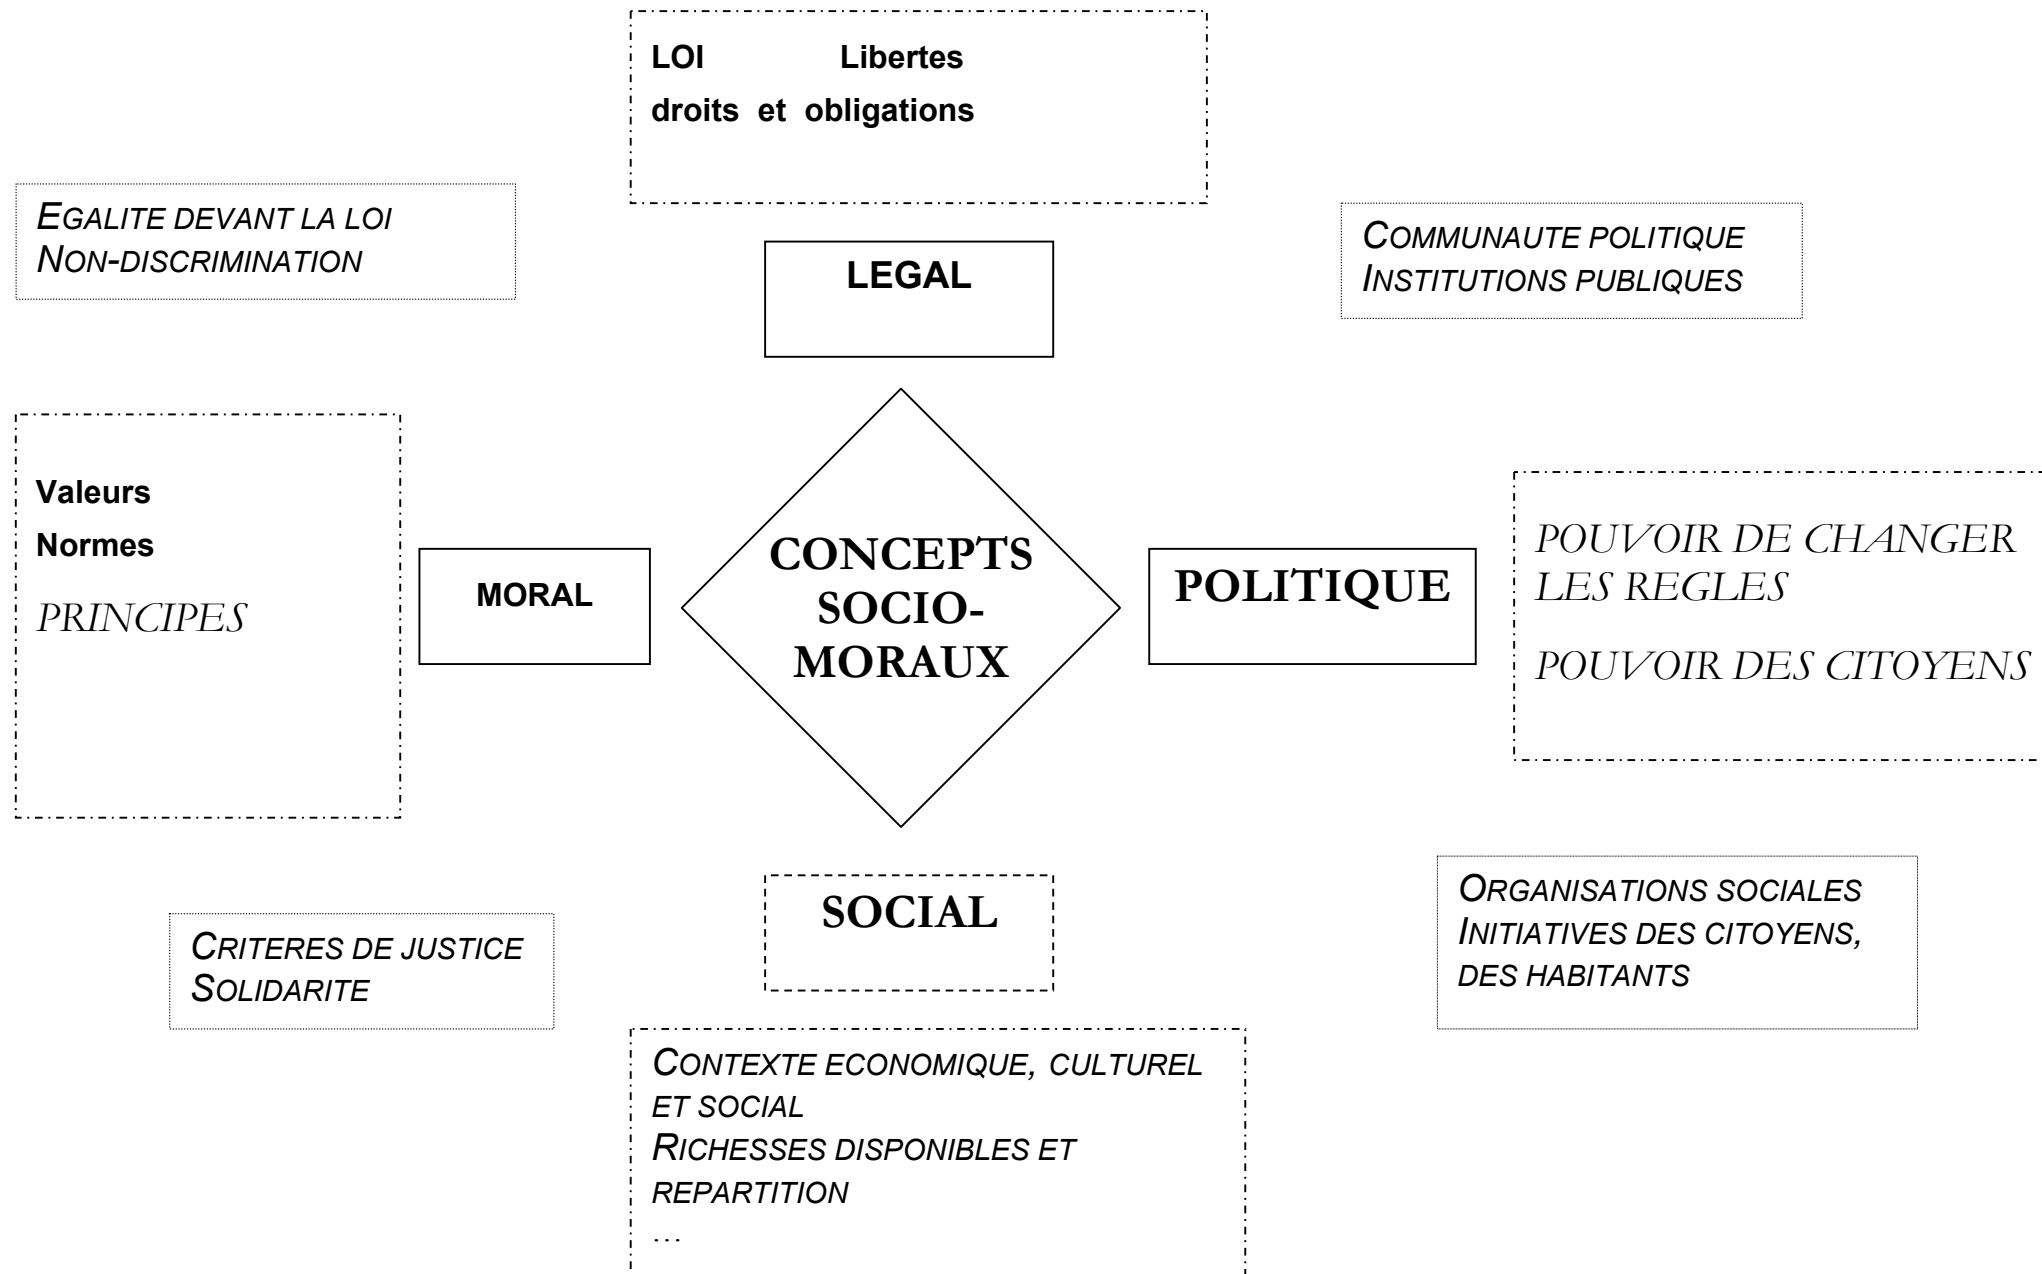 LOI Libertes
droits et obligations
EGALITE DEVANT LA LOI
NON-DISCRIMINATION
COMMUNAUTE POLITIQUE
INSTITUTIONS PUBLIQUES
LEGAL
Valeurs
Normes
PRINCIPES
MORAL
CONCEPTS
SOCIO-
MORAUX
POLITIQUE
POUVOIR DE CHANGER
LES REGLES
POUVOIR DES CITOYENS
SOCIAL
CRITERES DE JUSTICE
SOLIDARITE
ORGANISATIONS SOCIALES
INITIATIVES DES CITOYENS,
DES HABITANTS
CONTEXTE ECONOMIQUE, CULTUREL
ET SOCIAL
RICHESSES DISPONIBLES ET
REPARTITION
…